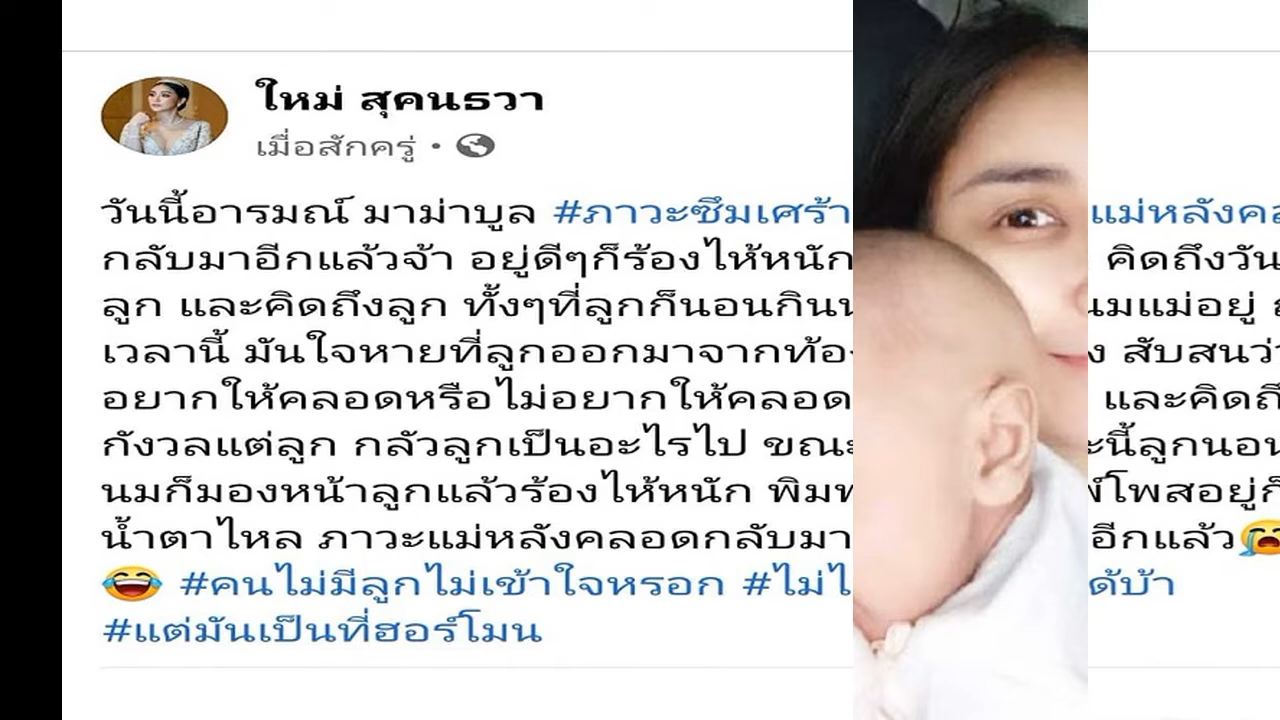 ใหม่ สุคนธวา
เมื่อสักครู่ ·
วันนี้อารมณ์ มาม่าบูล #ภาวะซึมเศร้าแม่หลังคล
กลับมาอีกแล้วจ้า อยู่ดีๆก็ร้องไห้หนัก คิดถึงวัน
ลูก และคิดถึงลูก ทั้งๆที่ลูกก็นอนกินนมแม่อยู่
เวลานี้ มันใจหายที่ลูกออกมาจากท้อง สับสนว่า
อยากให้คลอดหรือไม่อยากให้คลอด และคิดถึ
กังวลแต่ลูก กลัวลูกเป็นอะไรไป ขณะนี้ลูกนอน
นมก็มองหน้าลูกแล้วร้องไห้หนัก พิมพ์โพสอยู่ก็
น้ำตาไหล ภาวะแม่หลังคลอดกลับมาอีกแล้ว😭
😂 #คนไม่มีลูกไม่เข้าใจหรอก #ไม่ได้บ้า
#แต่มันเป็นที่ฮอร์โมน